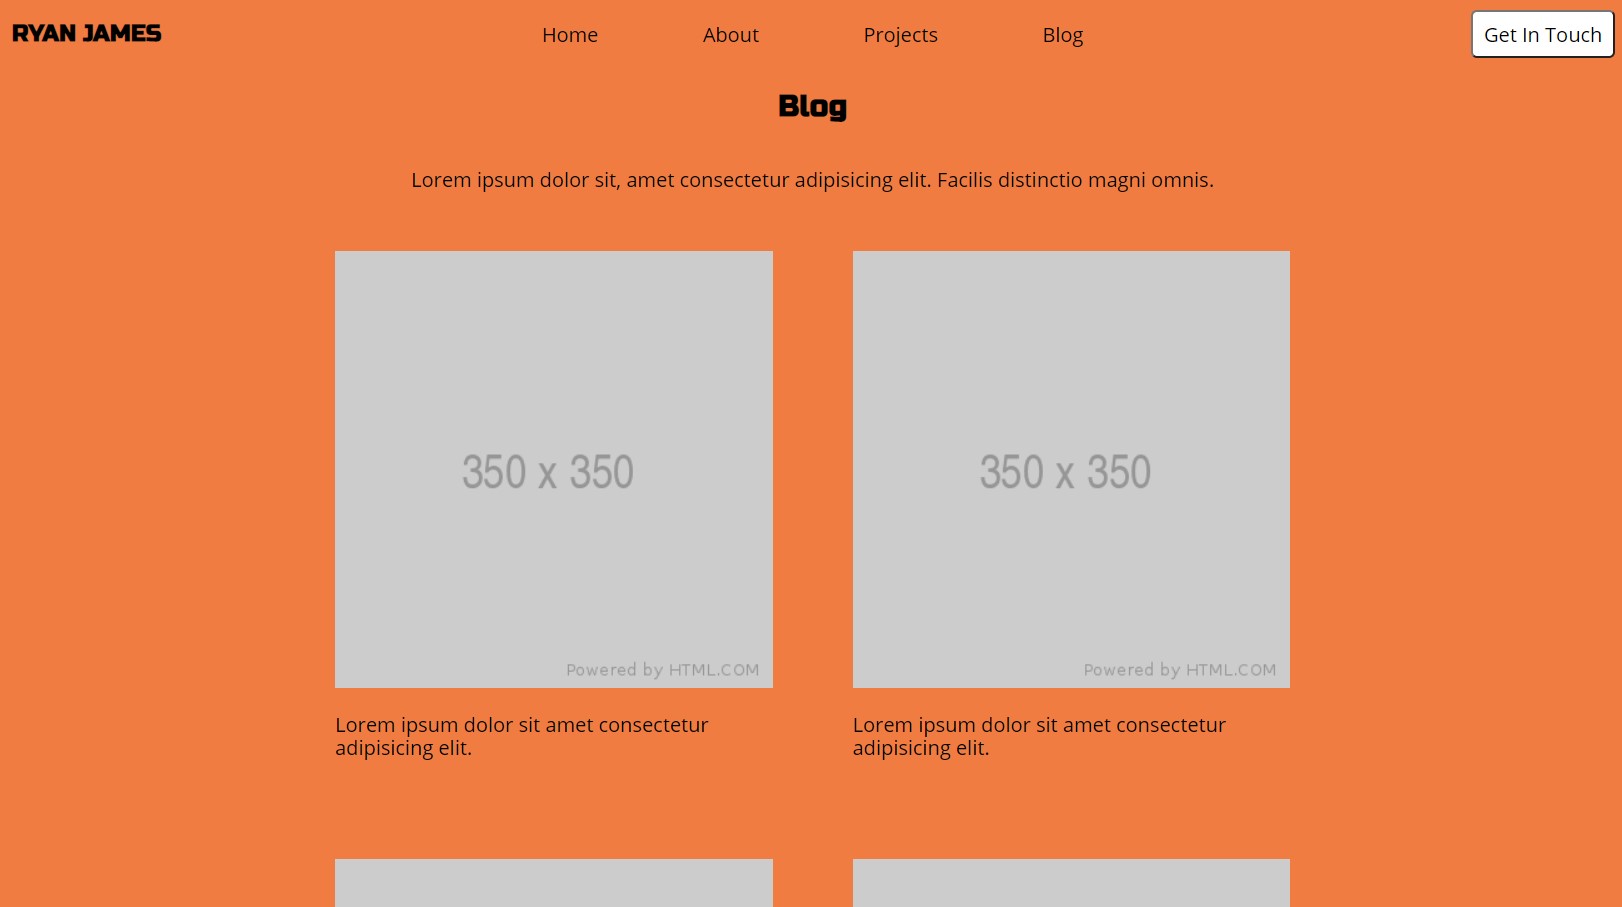 RYAN JAMES
Home
About
Projects
Blog
Get In Touch
Blog
Lorem ipsum dolor sit, amet consectetur adipisicing elit. Facilis distinctio magni omnis.
350 x 350
Powered by HTML.COM
Lorem ipsum dolor sit amet consectetur
adipisicing elit.
350 x 350
Powered by HTML.COM
Lorem ipsum dolor sit amet consectetur
adipisicing elit.